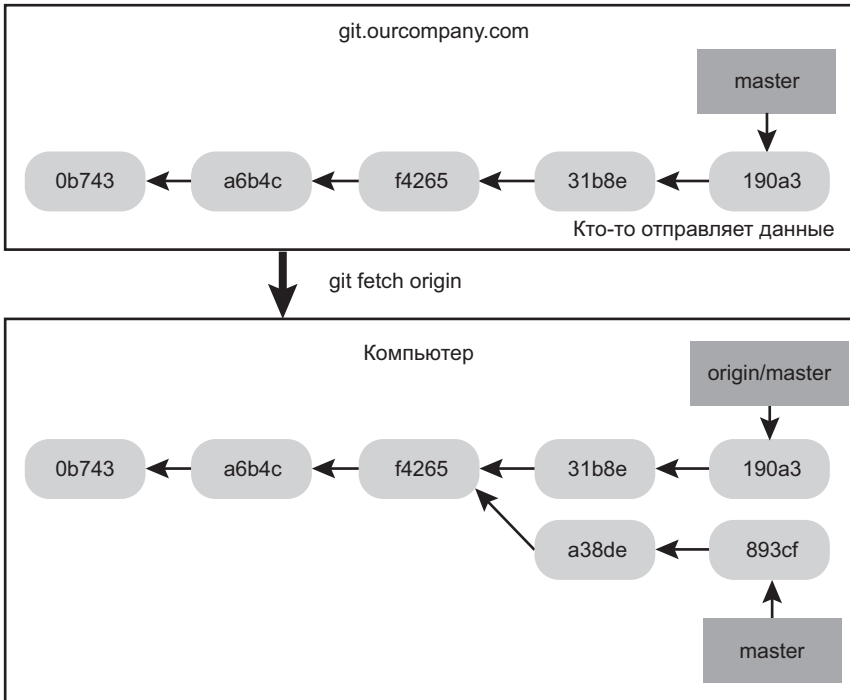 git.ourcompany.com
master
0b743
a6b4c
f4265
31b8e
190a3
Кто-то отправляет данные
git fetch origin
Компьютер
origin/master
0b743
a6b4c
f4265
31b8e
190a3
a38de
893cf
master